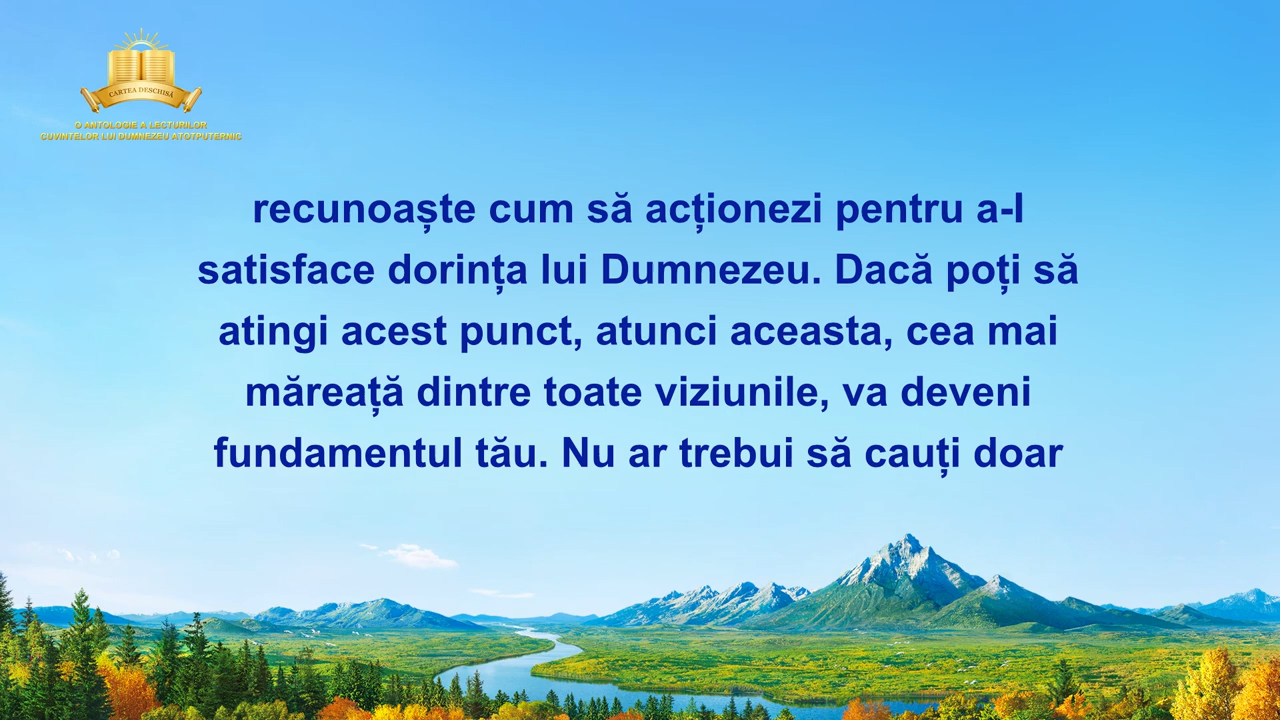 CARTEA DESCHISĂ
O ANTOLOGIE A LECTURILOR
CUVINTELOR LUI DUMNEZEU ATOTPUTERNIC
recunoaște cum să acționezi pentru a-I
satisface dorința lui Dumnezeu. Dacă poți să
atingi acest punct, atunci aceasta, cea mai
măreață dintre toate viziunile, va deveni
fundamentul tău. Nu ar trebui să cauți doar